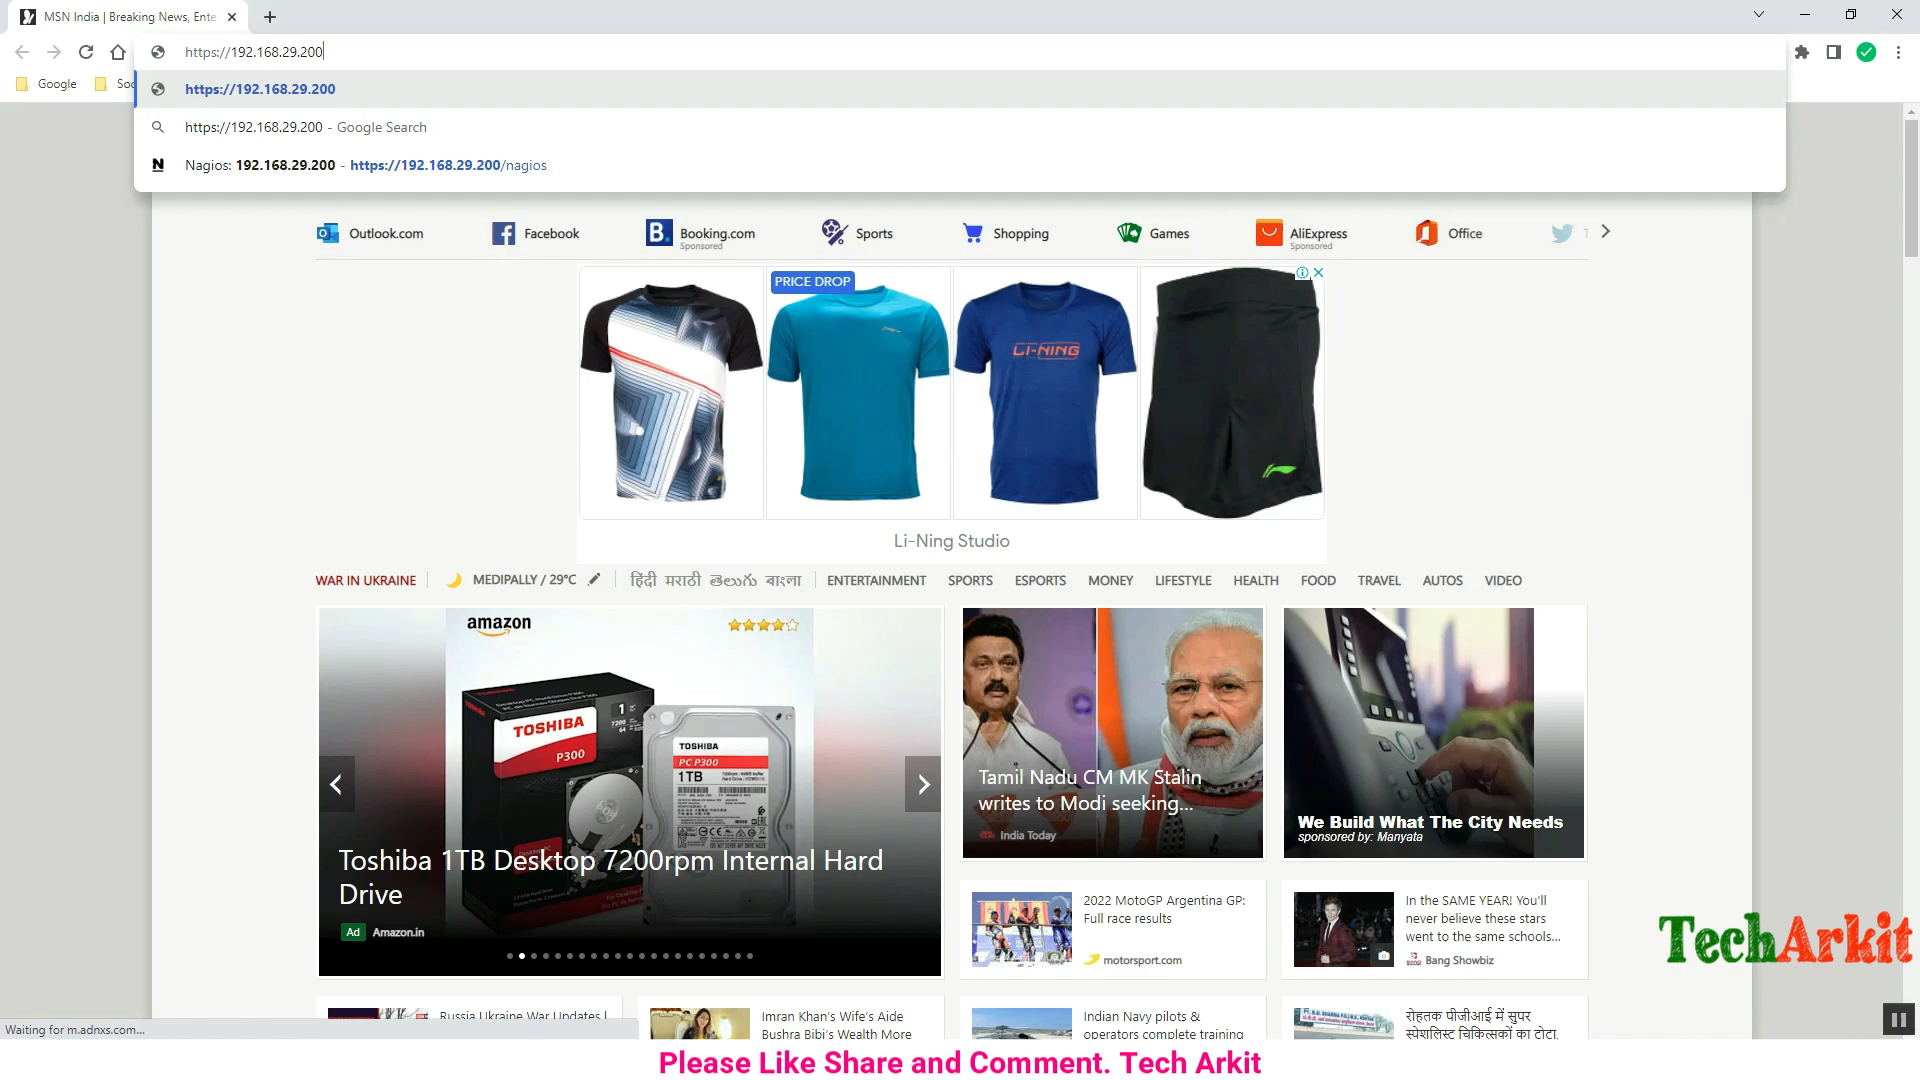 MSN India | Breaking News, Ente
https://192.168.29.200
Google
Soc
https://192.168.29.200
https://192.168.29.200 - Google Search
Nagios: 192.168.29.200 - https://192.168.29.200/nagios
Outlook.com
Facebook
Booking.com
Sponsored
Sports
Shopping
Games
AliExpress
Sponsored
Office
PRICE DROP
LI-NING
Li-Ning Studio
WAR IN UKRAINE
MEDIPALLY / 29°C
हिंदी मराठी తెలుగు বাংলা
ENTERTAINMENT SPORTS ESPORTS MONEY LIFESTYLE HEALTH FOOD TRAVEL AUTOS VIDEO
amazon
TOSHIBA
P300
1
7200
64
TOSHIBA
PC P300
1TB
Toshiba 1TB Desktop 7200rpm Internal Hard
Drive
Ad Amazon.in
Tamil Nadu CM MK Stalin
writes to Modi seeking...
India Today
We Build What The City Needs
sponsored by: Manyata
2022 MotoGP Argentina GP:
Full race results
motorsport.com
In the SAME YEAR! You'll
never believe these stars
went to the same schools...
Bang Showbiz
Russia Ukraine War Updates |
Imran Khan's Wife's Aide
Bushra Bibi's Wealth More
Indian Navy pilots &
operators complete training
रोहतक पीजीआई में सुपर
स्पेशलिस्ट चिकित्सकों का टोटा,
TechArkit
Waiting for m.adnxs.com...
Please Like Share and Comment. Tech Arkit